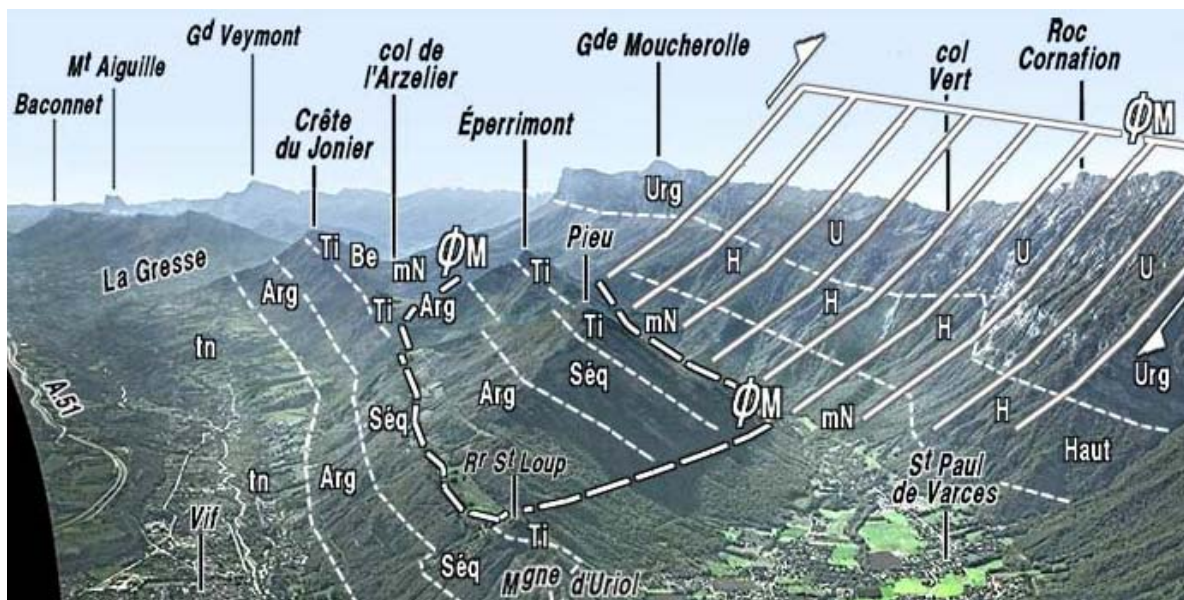 Baconnet
Mt Aiguille
Gd Veymont
Crête
du Jonier
col de
l'Arzelier
Éperrimont
Gde Moucherolle
col
Vert
Roc
Cornafion
ϕM
Urg
Pieu
U
Ti
Be
mN
ϕM
Ti
H
U
La Gresse
Arg
Ti
Arg
Ti
mN
H
U
tn
Séq
H
Urg
A.51
Arg
Séq
ϕM
mN
H
Haut
tn
Arg
Rr St Loup
St Paul
de Varces
Vif
Ti
Séq
Mgne d'Uriol